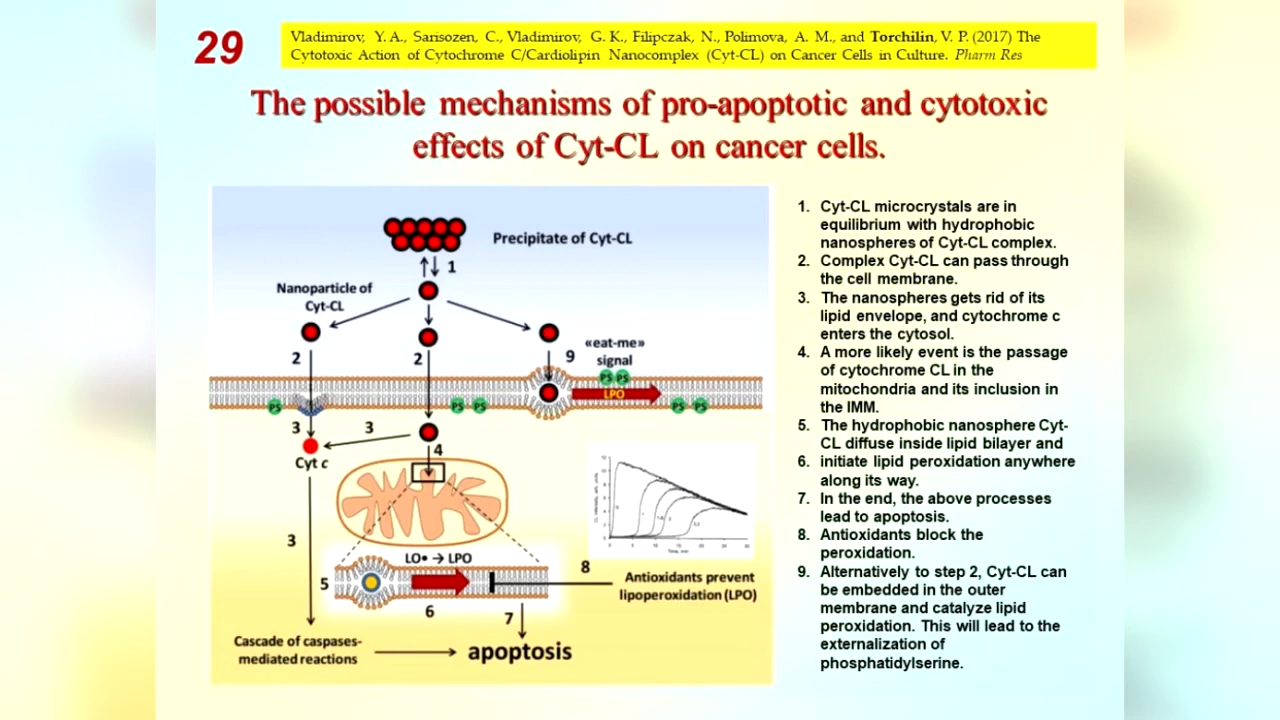 29
Vladimirov, Y. A., Sarisozen, C., Vladimirov, G. K., Filipczak, N., Polimova, A. M., and Torchilin, V. P. (2017) The
Cytotoxic Action of Cytochrome C/Cardiolipin Nanocomplex (Cyt-CL) on Cancer Cells in Culture. Pharm Res
The possible mechanisms of pro-apoptotic and cytotoxic
effects of Cyt-CL on cancer cells.
Precipitate of Cyt-CL
1
Nanoparticle of
Cyt-CL
2
2
9
«eat-me»
signal
PS PS
LPO
PS
PS PS
PS PS
3
3
Cyt c
4
3
LO• → LPO
5
6
8
Antioxidants prevent
lipoperoxidation (LPO)
7
Cascade of caspases-
mediated reactions
apoptosis
1. Cyt-CL microcrystals are in
equilibrium with hydrophobic
nanospheres of Cyt-CL complex.
2. Complex Cyt-CL can pass through
the cell membrane.
3. The nanospheres gets rid of its
lipid envelope, and cytochrome c
enters the cytosol.
4. A more likely event is the passage
of cytochrome CL in the
mitochondria and its inclusion in
the IMM.
5. The hydrophobic nanosphere Cyt-
CL diffuse inside lipid bilayer and
6. initiate lipid peroxidation anywhere
along its way.
7. In the end, the above processes
lead to apoptosis.
8. Antioxidants block the
peroxidation.
9. Alternatively to step 2, Cyt-CL can
be embedded in the outer
membrane and catalyze lipid
peroxidation. This will lead to the
externalization of
phosphatidylserine.